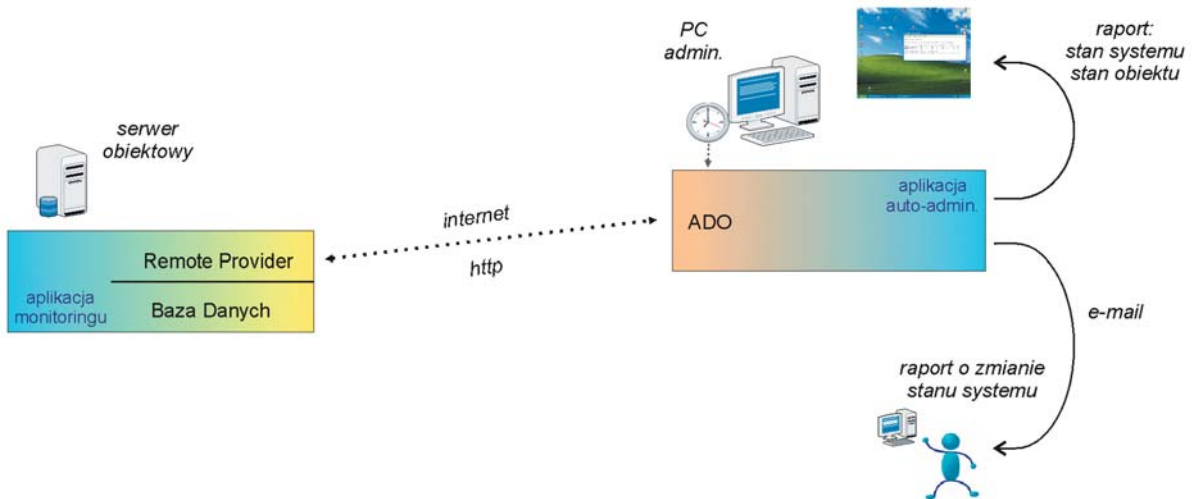 serwer
obiektowy
aplikacja
monitoringu
Remote Provider
Baza Danych
internet
http
PC
admin.
ADO
aplikacja
auto-admin.
raport:
stan systemu
stan obiektu
e-mail
raport o zmianie
stanu systemu